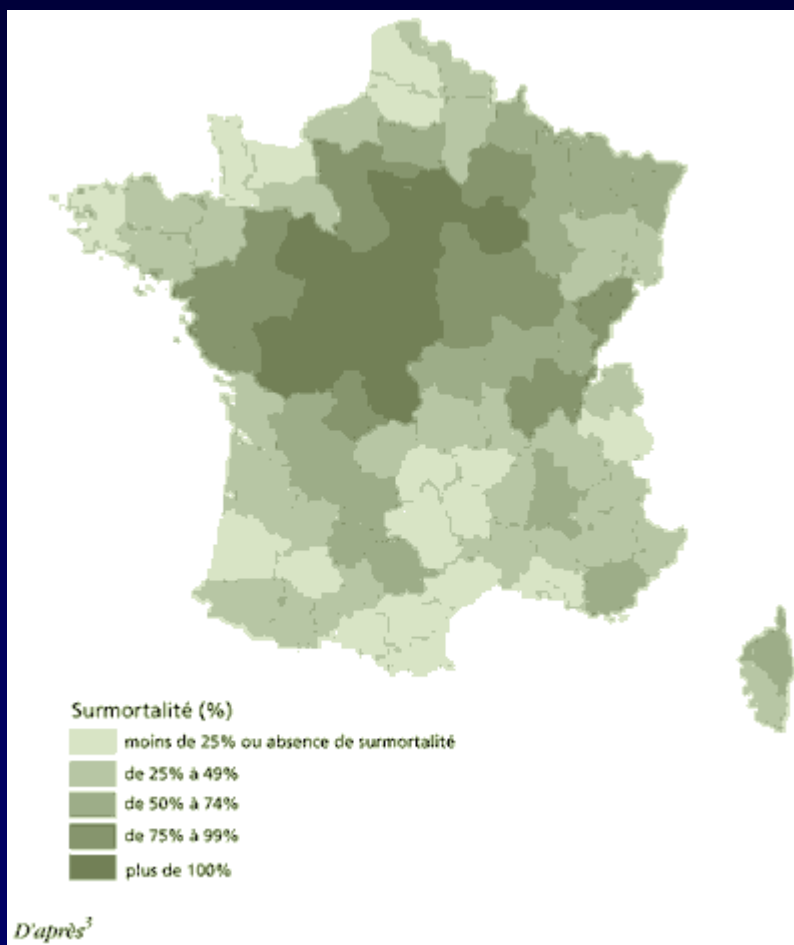 Surmortalité (%)
moins de 25% ou absence de surmortalité
de 25% à 49%
de 50% à 74%
de 75% à 99%
plus de 100%
D'après³